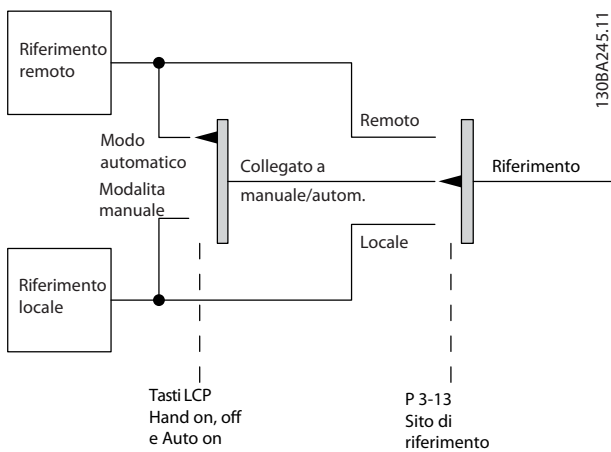 Riferimento
remoto
130BA245.11
Remoto
Modo
automatico
Collegato a
manuale/autom.
Riferimento
Modalita
manuale
Locale
Riferimento
locale
Tasti LCP
Hand on, off
e Auto on
P 3-13
Sito di
riferimento